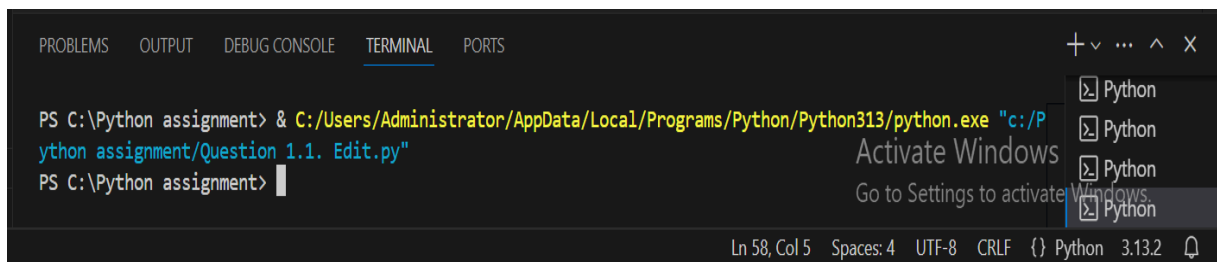 PROBLEMS OUTPUT DEBUG CONSOLE TERMINAL PORTS
Python
PS C:\Python assignment> & C:/Users/Administrator/AppData/Local/Programs/Python/Python313/python.exe "c:/P
Python
ython assignment/Question 1.1. Edit.py"
Activate Windows
Python
PS C:\Python assignment>
Go to Settings to activate Windows.
Python
Ln 58, Col 5 Spaces: 4 UTF-8 CRLF {} Python 3.13.2